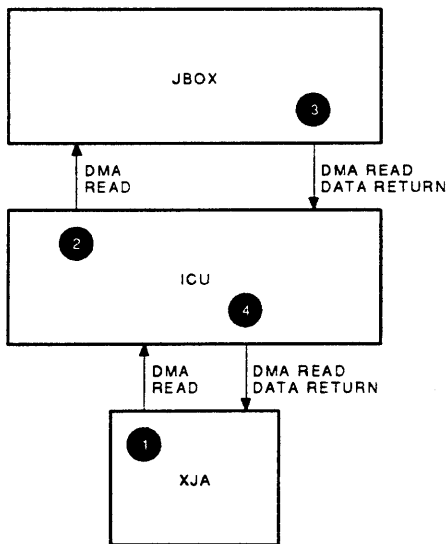 JBOX
3
DMA
READ
DMA READ
DATA RETURN
2
ICU
4
DMA
READ
DMA READ
DATA RETURN
1
XJA